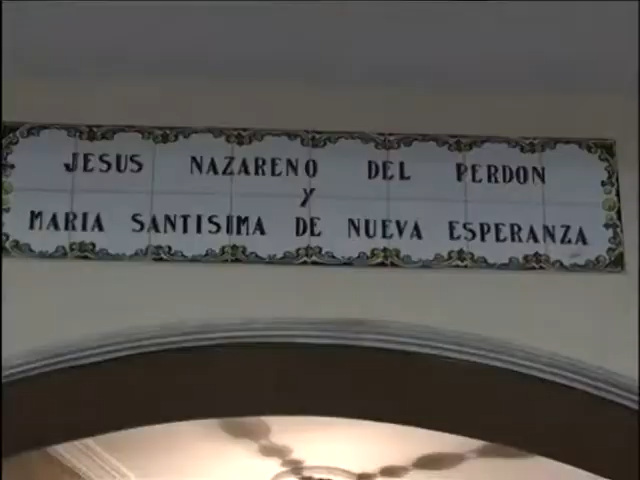 JESUS NAZARENO DEL PERDON
Y
MARIA SANTISIMA DE NUEVA ESPERANZA